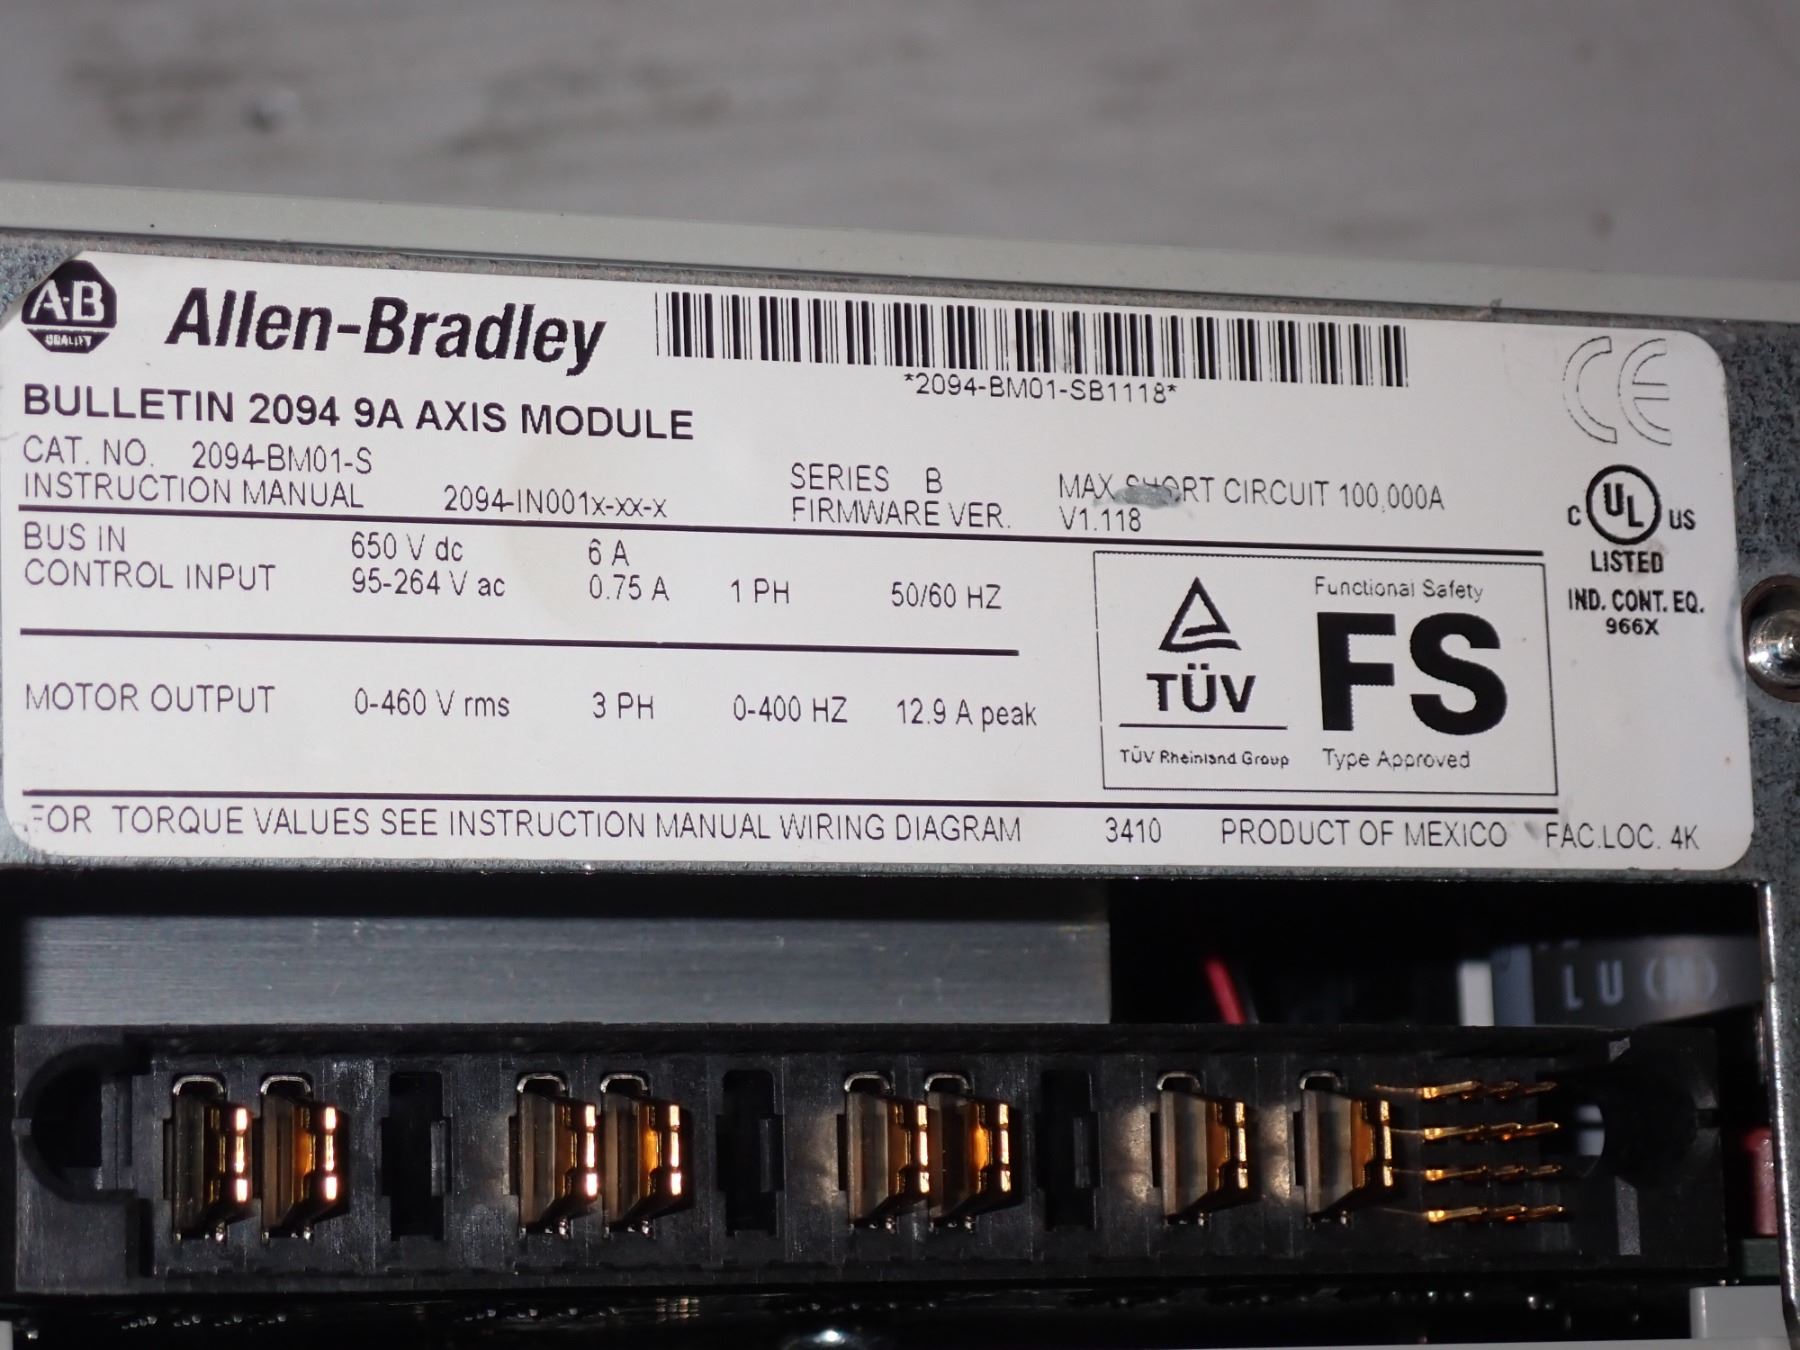 A-B
QUALITY
Allen-Bradley
*2094-BM01-SB1118*
CE
BULLETIN 2094 9A AXIS MODULE
CAT. NO. 2094-BM01-S
INSTRUCTION MANUAL 2094-IN001x-xx-x
SERIES B
FIRMWARE VER. V1.118
MAX SHORT CIRCUIT 100,000A
C UL US
LISTED
IND. CONT. EQ.
966X
BUS IN 650 V dc 6 A
CONTROL INPUT 95-264 V ac 0.75 A 1 PH 50/60 HZ
MOTOR OUTPUT 0-460 V rms 3 PH 0-400 HZ 12.9 A peak
TÜV
TÜV Rheinland Group
Functional Safety
FS
Type Approved
FOR TORQUE VALUES SEE INSTRUCTION MANUAL WIRING DIAGRAM 3410 PRODUCT OF MEXICO FAC.LOC. 4K
LU(M)